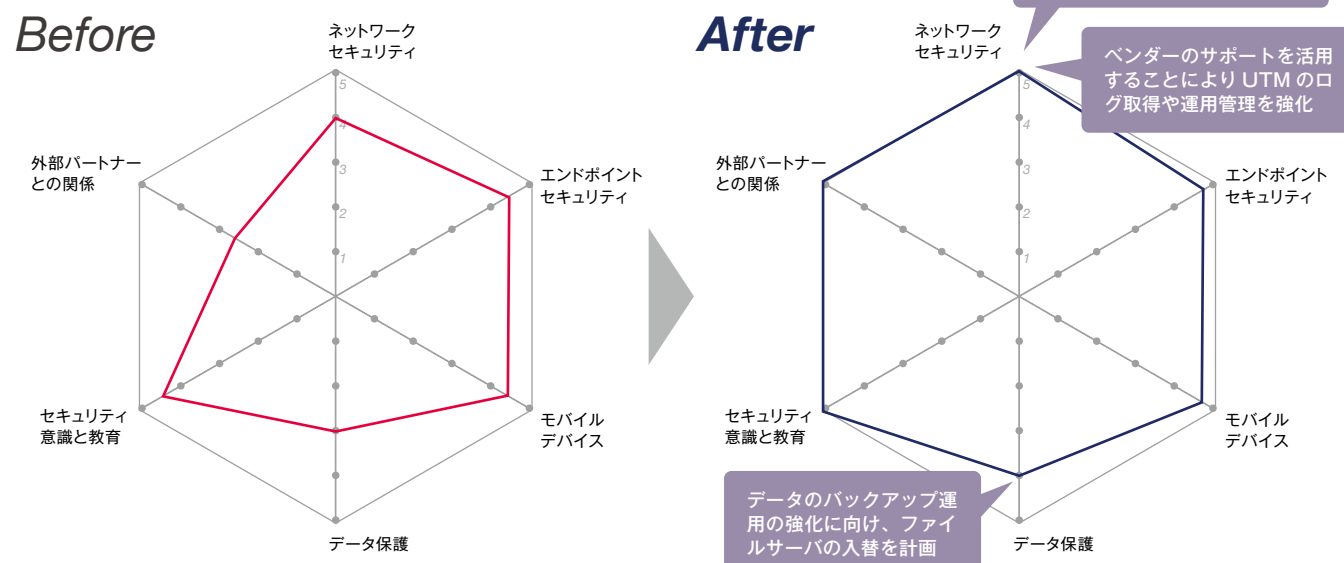 Before
ネットワーク
セキュリティ
5
4
3
2
1
外部パートナー
との関係
エンドポイント
セキュリティ
セキュリティ
意識と教育
モバイル
デバイス
データ保護
After
ネットワーク
セキュリティ
5
4
3
2
1
ベンダーのサポートを活用
することにより UTM のロ
グ取得や運用管理を強化
外部パートナー
との関係
エンドポイント
セキュリティ
セキュリティ
意識と教育
モバイル
デバイス
データのバックアップ運
用の強化に向け、ファイ
ルサーバの入替を計画
データ保護